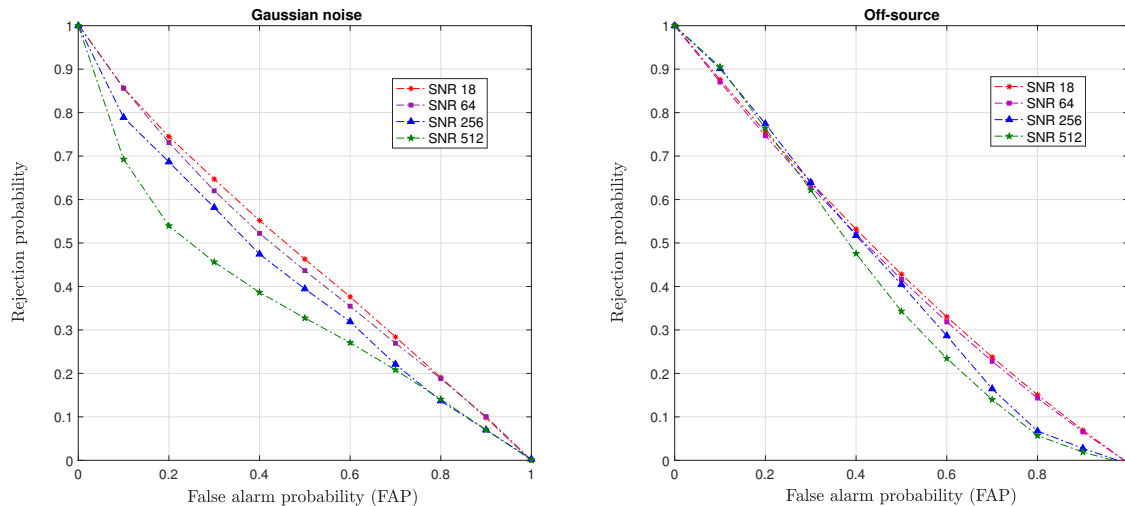 Gaussian noise
Rejection probability
1
0.9
0.8
0.7
0.6
0.5
0.4
0.3
0.2
0.1
0
SNR 18
SNR 64
SNR 256
SNR 512
0 0.2 0.4 0.6 0.8 1
False alarm probability (FAP)
Off-source
Rejection probability
1
0.9
0.8
0.7
0.6
0.5
0.4
0.3
0.2
0.1
0
SNR 18
SNR 64
SNR 256
SNR 512
0 0.2 0.4 0.6 0.8
False alarm probability (FAP)